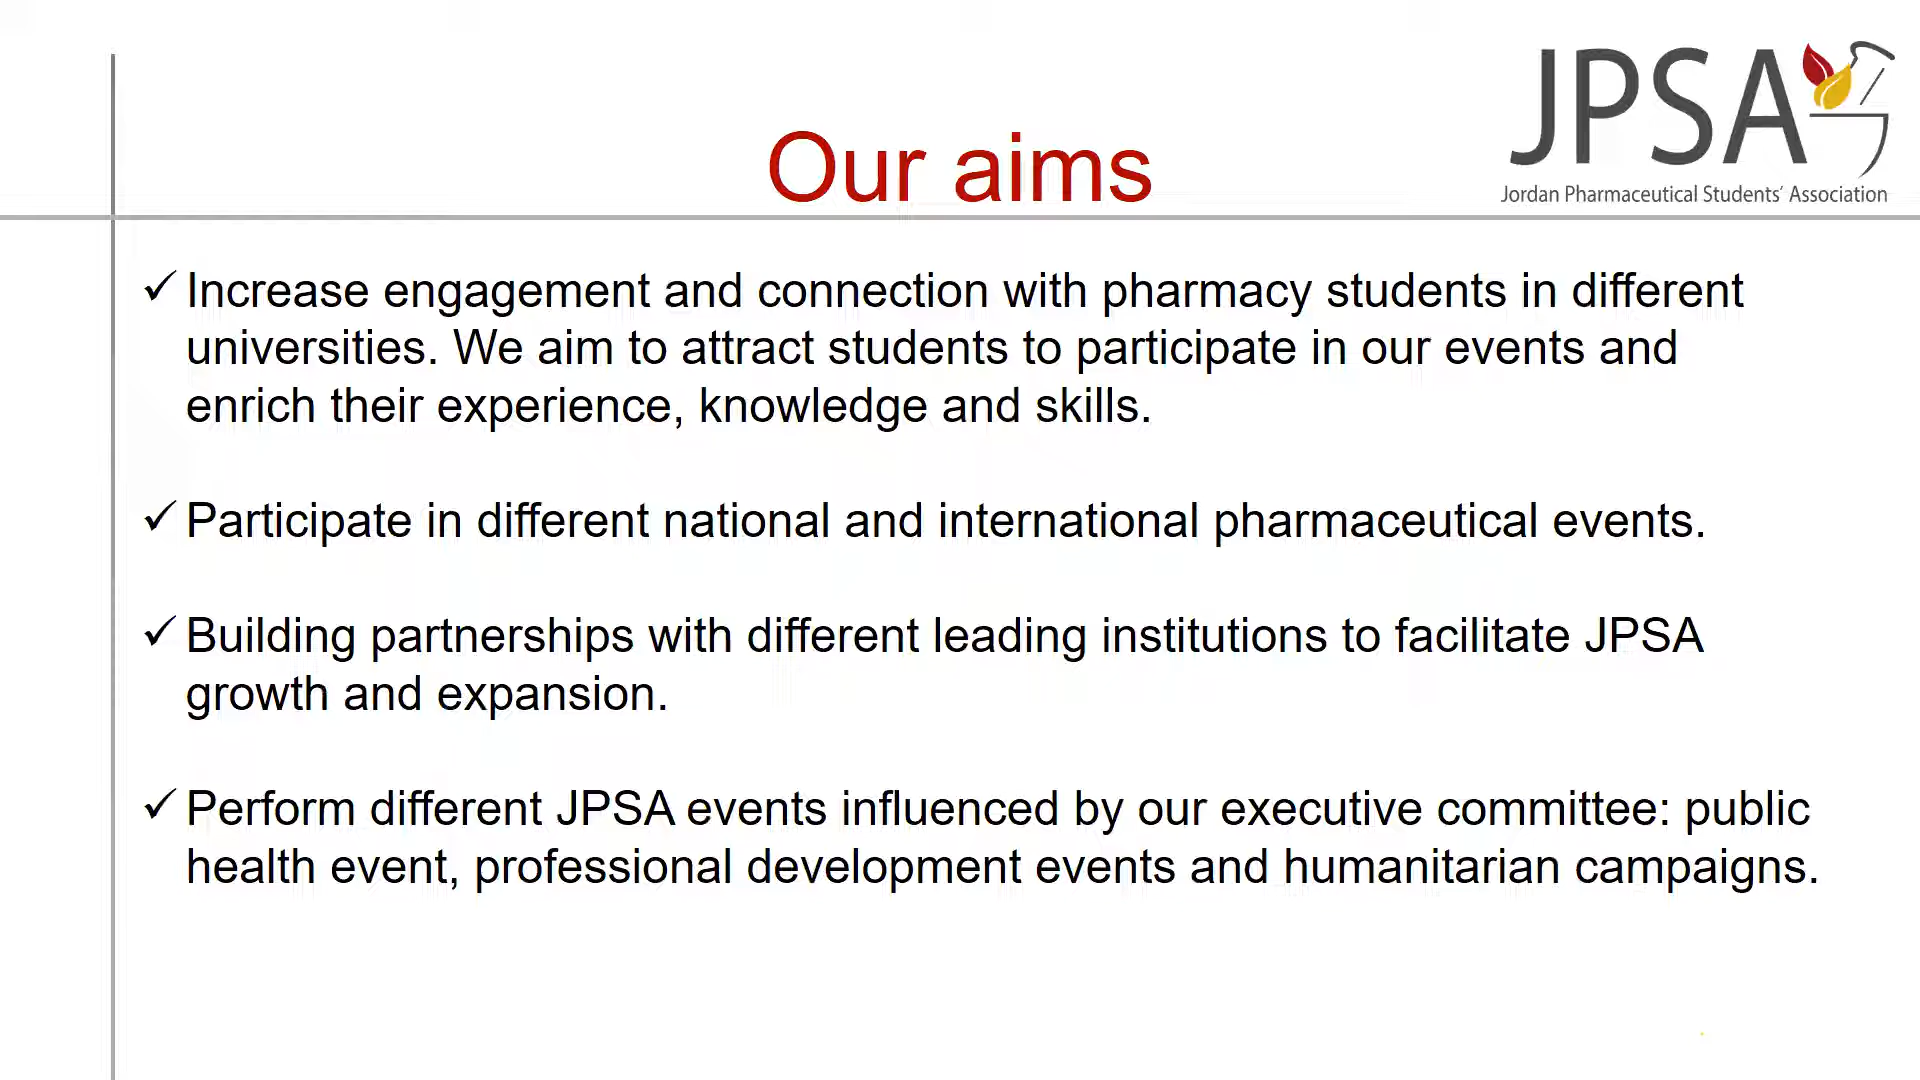 JPSA
Jordan Pharmaceutical Students' Association
Our aims
✓ Increase engagement and connection with pharmacy students in different
universities. We aim to attract students to participate in our events and
enrich their experience, knowledge and skills.
✓ Participate in different national and international pharmaceutical events.
✓ Building partnerships with different leading institutions to facilitate JPSA
growth and expansion.
✓ Perform different JPSA events influenced by our executive committee: public
health event, professional development events and humanitarian campaigns.